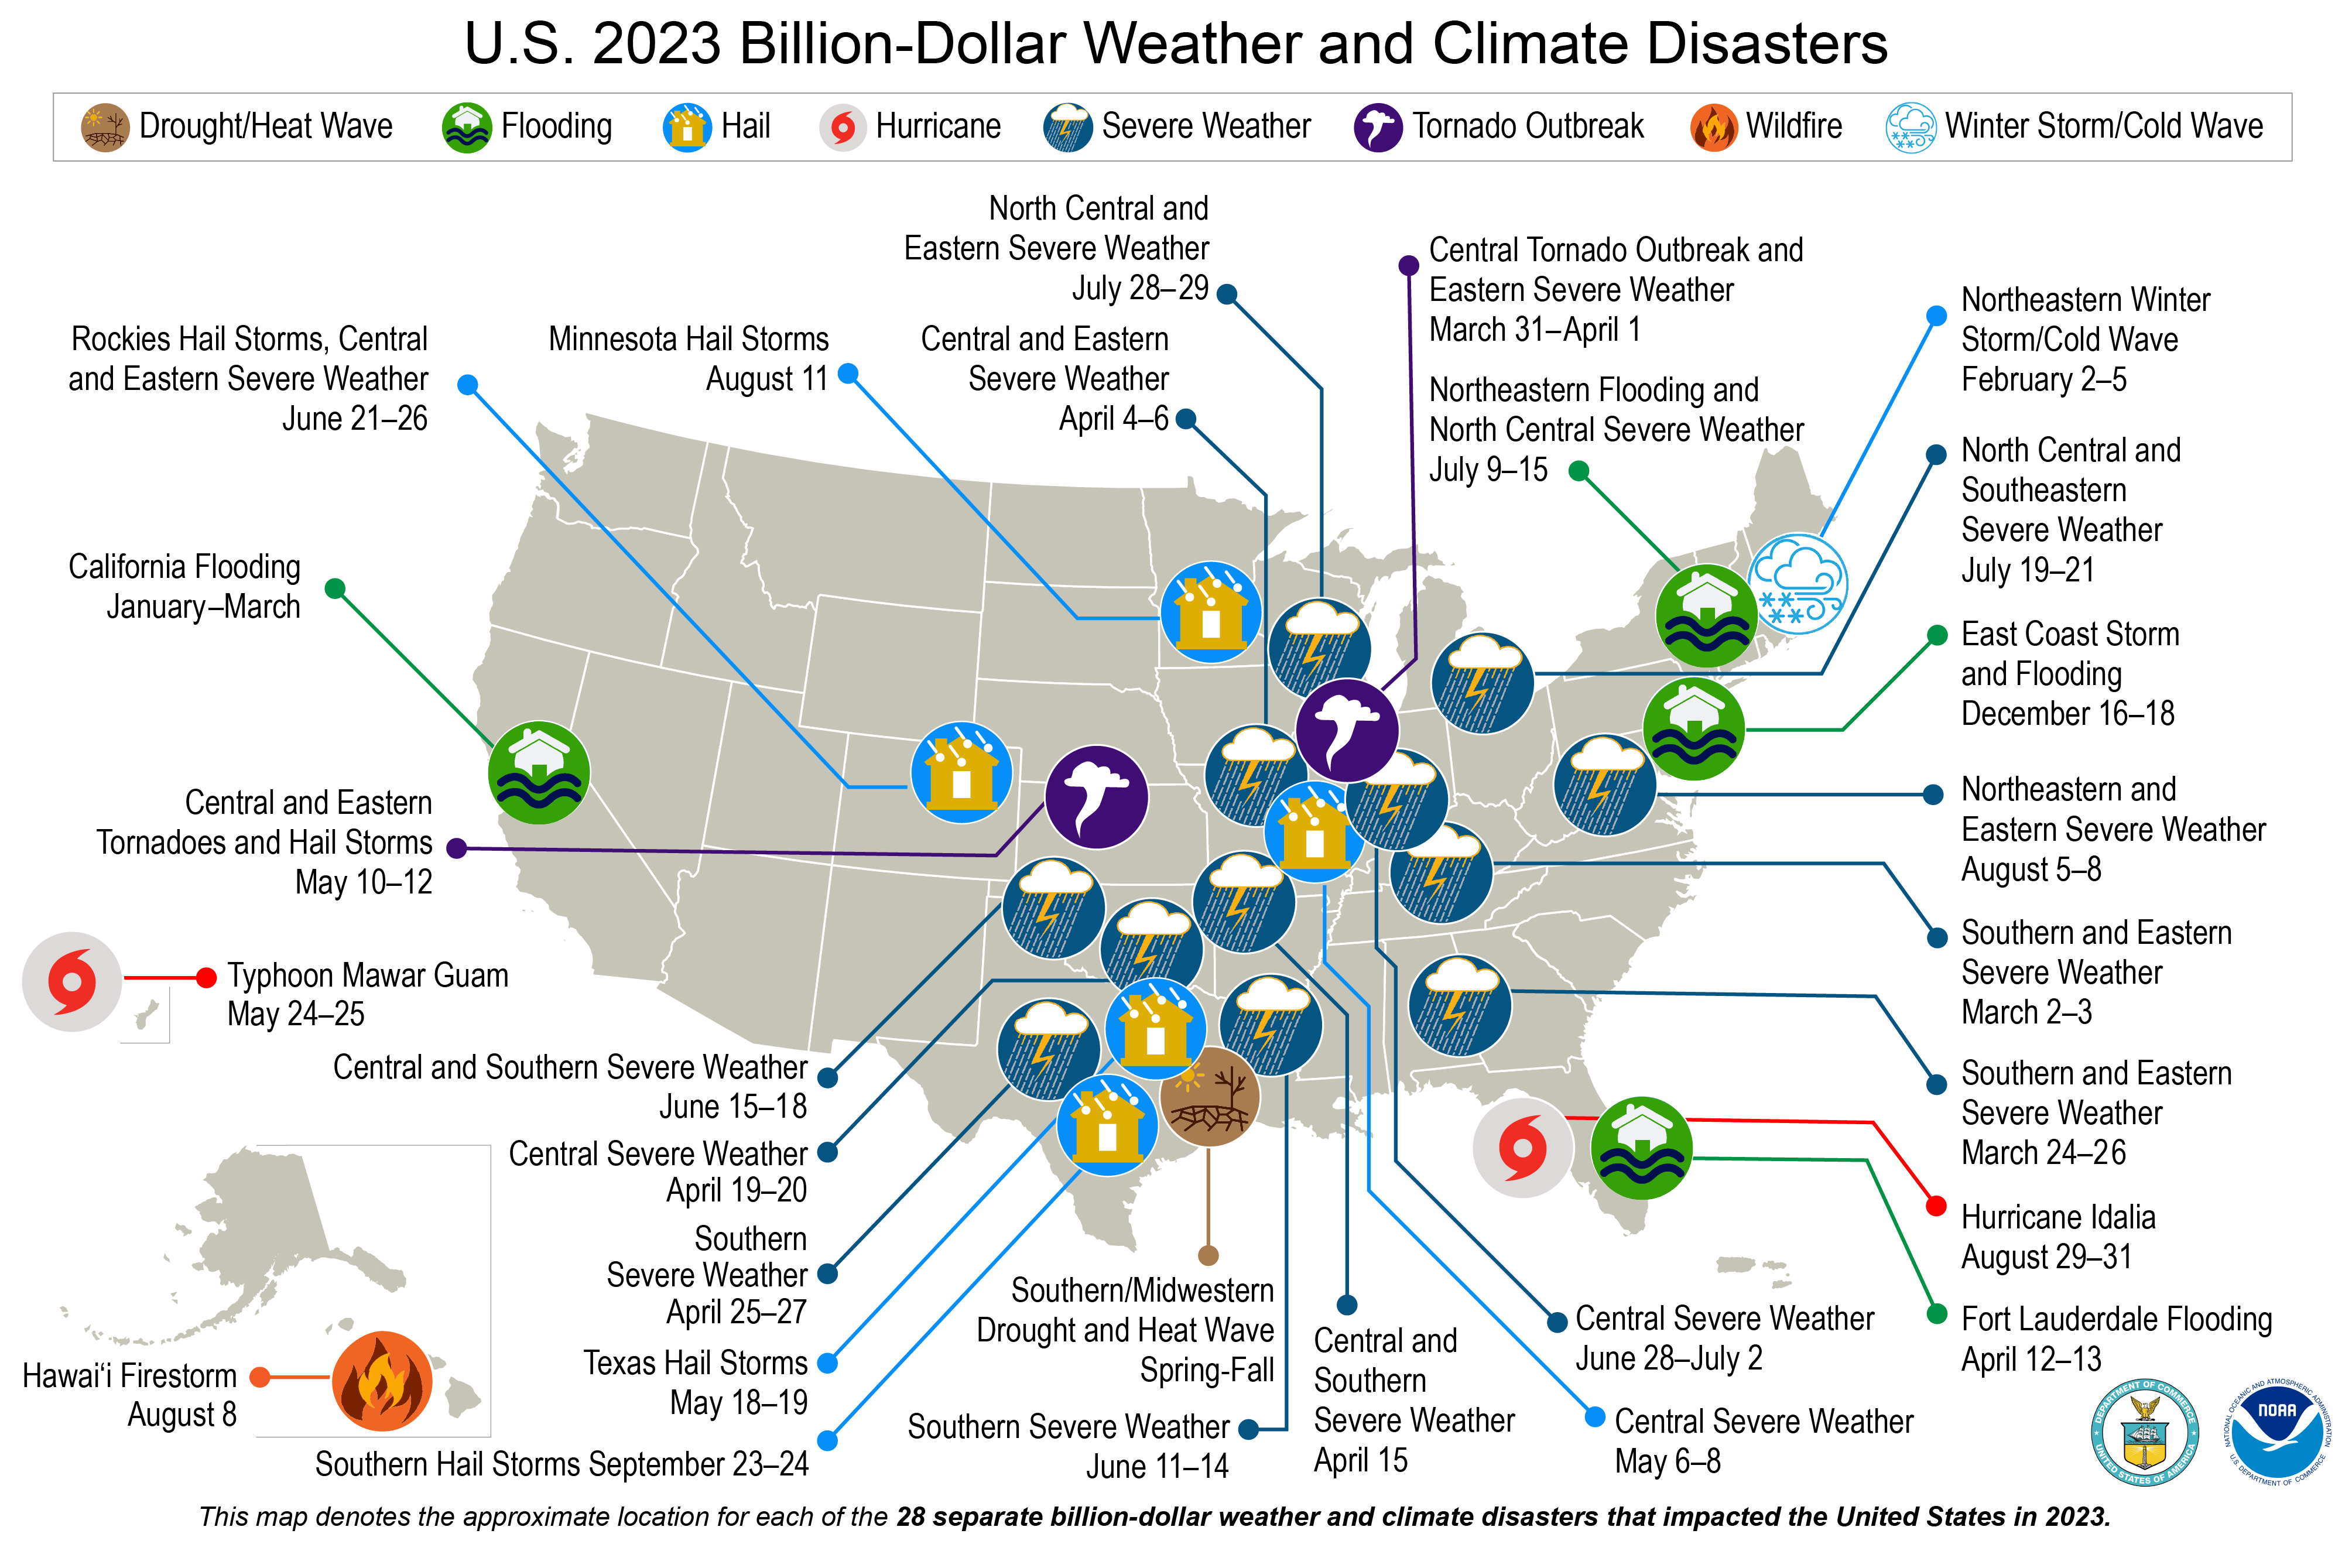 U.S. 2023 Billion-Dollar Weather and Climate Disasters
Drought/Heat Wave
Flooding
Hail
Hurricane
Severe Weather
Tornado Outbreak
Wildfire
Winter Storm/Cold Wave
North Central and
Eastern Severe Weather
July 28–29
Central Tornado Outbreak and
Eastern Severe Weather
March 31–April 1
Northeastern Winter
Storm/Cold Wave
February 2–5
Rockies Hail Storms, Central
and Eastern Severe Weather
June 21–26
Minnesota Hail Storms
August 11
Central and Eastern
Severe Weather
April 4–6
Northeastern Flooding and
North Central Severe Weather
July 9–15
North Central and
Southeastern
Severe Weather
July 19–21
California Flooding
January–March
East Coast Storm
and Flooding
December 16–18
Central and Eastern
Tornadoes and Hail Storms
May 10–12
Northeastern and
Eastern Severe Weather
August 5–8
Typhoon Mawar Guam
May 24–25
Southern and Eastern
Severe Weather
March 2–3
Central and Southern Severe Weather
June 15–18
Southern and Eastern
Severe Weather
March 24–26
Central Severe Weather
April 19–20
Hurricane Idalia
August 29–31
Southern
Severe Weather
April 25–27
Southern/Midwestern
Drought and Heat Wave
Spring-Fall
Central and
Southern
Severe Weather
April 15
Central Severe Weather
June 28–July 2
Fort Lauderdale Flooding
April 12–13
Hawai‘i Firestorm
August 8
Texas Hail Storms
May 18–19
Southern Hail Storms September 23–24
Southern Severe Weather
June 11–14
Central Severe Weather
May 6–8
DEPARTMENT OF COMMERCE
UNITED STATES OF AMERICA
NATIONAL OCEANIC AND ATMOSPHERIC ADMINISTRATION
NOAA
U.S. DEPARTMENT OF COMMERCE
This map denotes the approximate location for each of the 28 separate billion-dollar weather and climate disasters that impacted the United States in 2023.